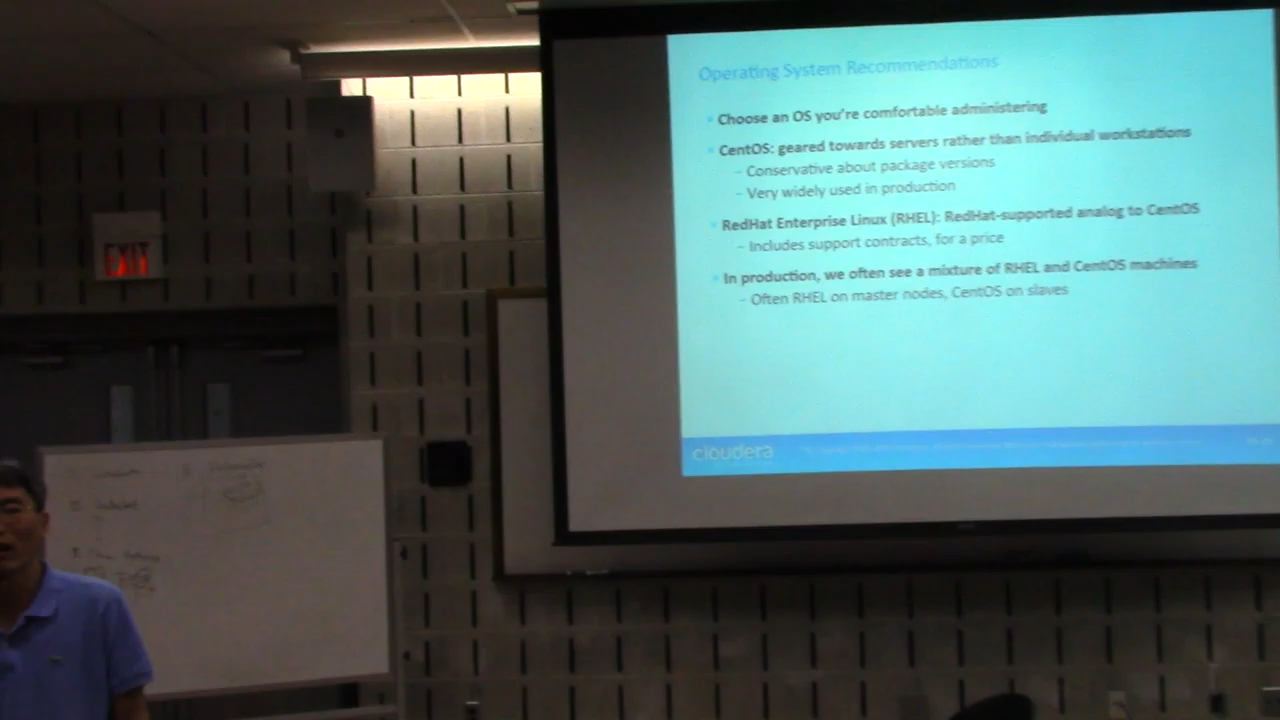 EXIT
Operating System Recommendations
Choose an OS you're comfortable administering
CentOS: geared towards servers rather than individual workstations
– Conservative about package versions
– Very widely used in production
RedHat Enterprise Linux (RHEL): RedHat-supported analog to CentOS
– Includes support contracts, for a price
In production, we often see a mixture of RHEL and CentOS machines
– Often RHEL on master nodes, CentOS on slaves
cloudera